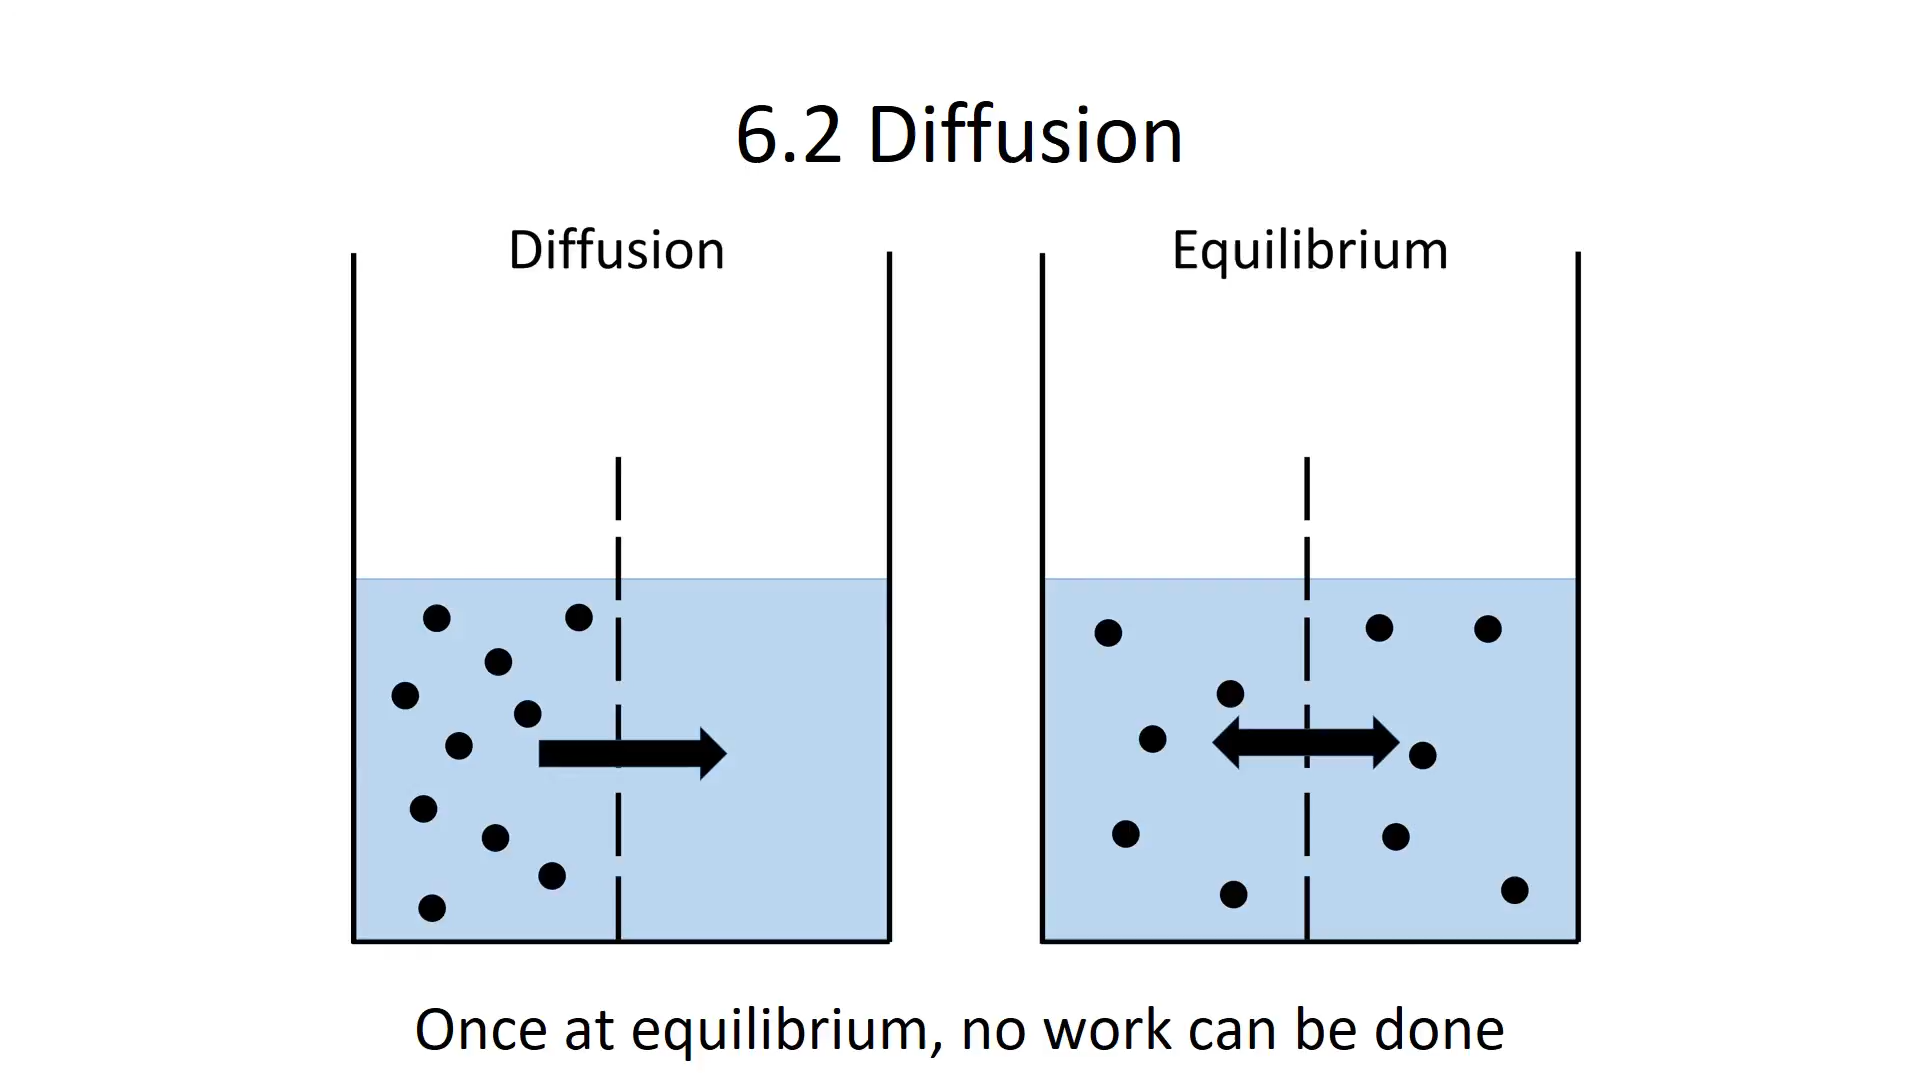 6.2 Diffusion
Diffusion
Equilibrium
Once at equilibrium, no work can be done